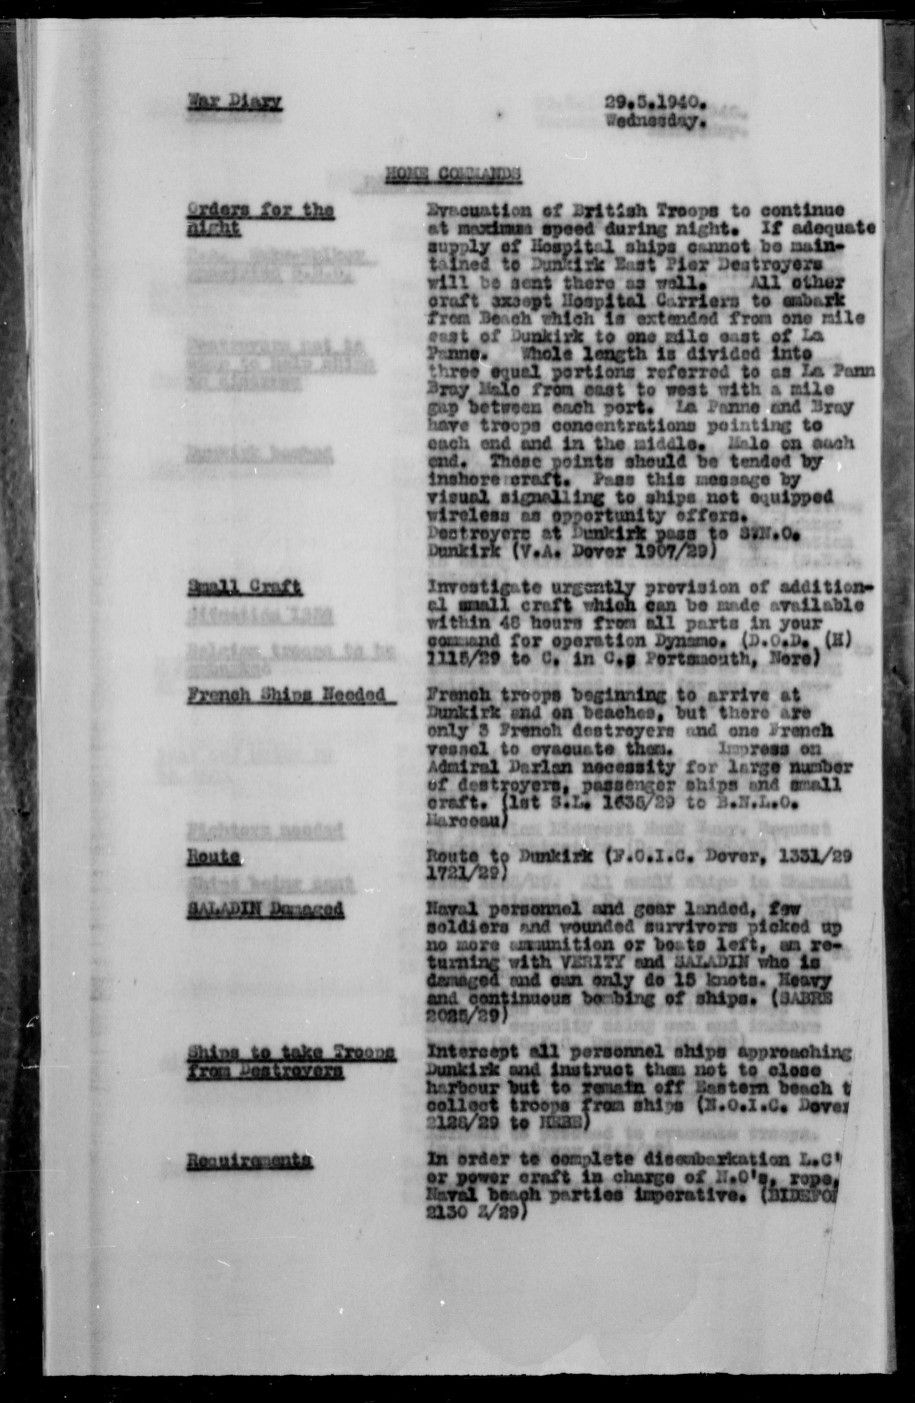 War Diary
29.5.1940.
Wednesday.
HOME COMMANDS
Orders for the
night
Evacuation of British Troops to continue
at maximum speed during night. If adequate
supply of Hospital ships cannot be main-
tained to Dunkirk East Pier Destroyers
will be sent there as well. All other
craft except Hospital Carriers to embark
from Beach which is extended from one mile
east of Dunkirk to one mile east of La
Panne. Whole length is divided into
three equal portions referred to as La Pann
Bray Malo from east to west with a mile
gap between each port. La Panne and Bray
have troops concentrations pointing to
each end and in the middle. Malo on each
end. These points should be tended by
inshore craft. Pass this message by
visual signalling to ships not equipped
wireless as opportunity offers.
Destroyers at Dunkirk pass to S.N.O.
Dunkirk (V.A. Dover 1907/29)
Small Craft
Investigate urgently provision of addition-
al small craft which can be made available
within 48 hours from all parts in your
command for operation Dynamo. (D.O.D. (H)
1115/29 to C. in C.s Portsmouth, Nore)
French Ships Needed
French troops beginning to arrive at
Dunkirk and on beaches, but there are
only 3 French destroyers and one French
vessel to evacuate them. Impress on
Admiral Darlan necessity for large number
of destroyers, passenger ships and small
craft. (1st S.L. 1635/29 to B.N.L.O.
Marceau)
Route
Route to Dunkirk (F.O.I.C. Dover, 1331/29
1721/29)
SALADIN Damaged
Naval personnel and gear landed, few
soldiers and wounded survivors picked up
no more ammunition or boats left, am re-
turning with VERITY and SALADIN who is
damaged and can only do 15 knots. Heavy
and continuous bombing of ships. (SABRE
2025/29)
Ships to take Troops
from Destroyers
Intercept all personnel ships approaching
Dunkirk and instruct them not to close
harbour but to remain off Eastern beach t
collect troops from ships (N.O.I.C. Dover
2128/29 to HEBE)
Requirements
In order to complete disembarkation L.C'
or power craft in charge of N.O's, rope,
Naval beach parties imperative. (BIDEFO
2130 Z/29)